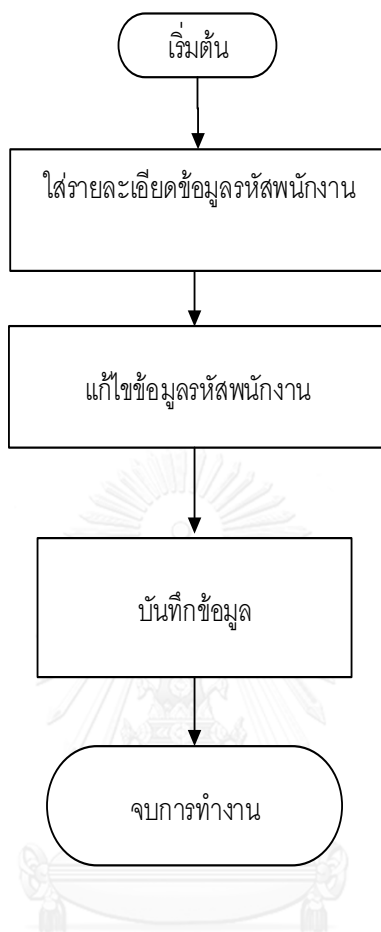 เริ่มต้น
ใส่รายละเอียดข้อมูลรหัสพนักงาน
แก้ไขข้อมูลรหัสพนักงาน
บันทึกข้อมูล
จบการทำงาน